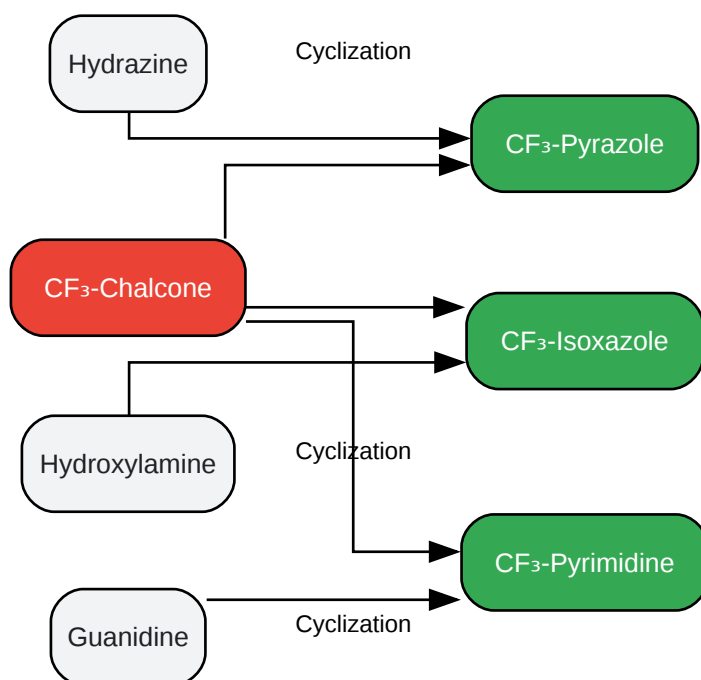 Cyclization
Hydrazine
CF₃-Pyrazole
CF₃-Chalcone
CF₃-Isoxazole
Cyclization
Hydroxylamine
CF₃-Pyrimidine
Cyclization
Guanidine